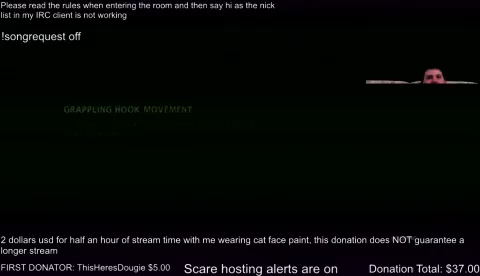 Please read the rules when entering the room and then say hi as the nick
list in my IRC client is not working
!songrequest off
GRAPPLING HOOK MOVEMENT
2 dollars usd for half an hour of stream time with me wearing cat face paint, this donation does NOT guarantee a
longer stream
FIRST DONATOR: ThisHeresDougie $5.00
Scare hosting alerts are on
Donation Total: $37.00